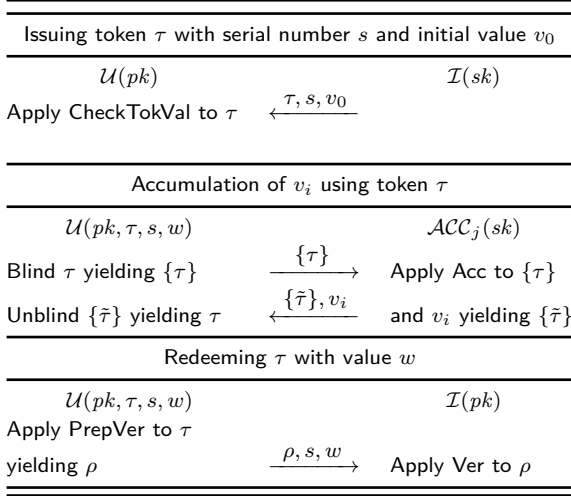 Issuing token τ with serial number s and initial value v₀
U(pk) I(sk)
Apply CheckTokVal to τ τ, s, v₀
Accumulation of vᵢ using token τ
U(pk, τ, s, w) ACCⱼ(sk)
Blind τ yielding {τ} {τ} Apply Acc to {τ}
Unblind {τ̃} yielding τ {τ̃}, vᵢ and vᵢ yielding {τ̃}
Redeeming τ with value w
U(pk, τ, s, w) I(pk)
Apply PrepVer to τ
yielding ρ ρ, s, w Apply Ver to ρ